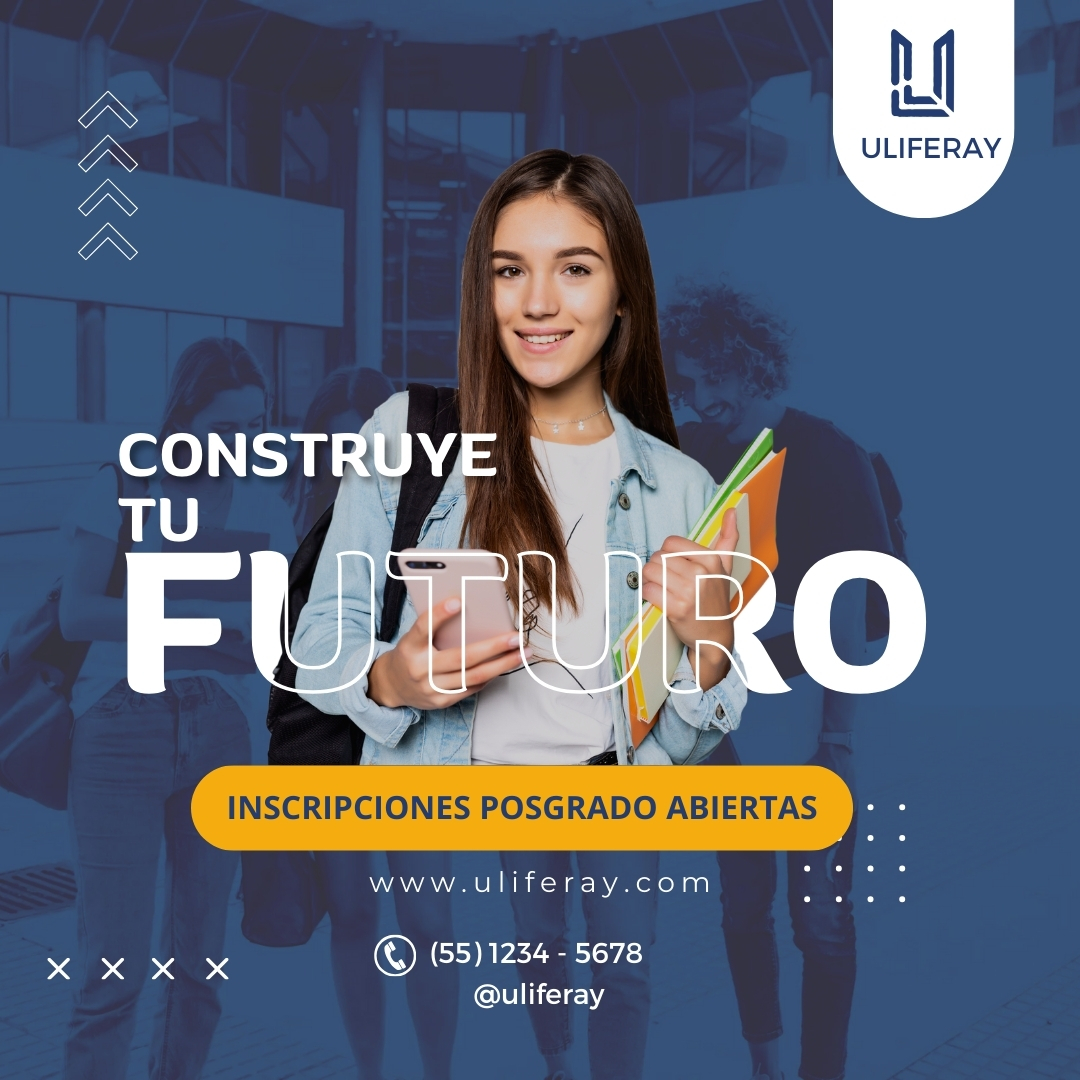 ULIFERAY
CONSTRUYE
TU
FUTURO
INSCRIPCIONES POSGRADO ABIERTAS
www.uliferay.com
(55) 1234 - 5678
@uliferay